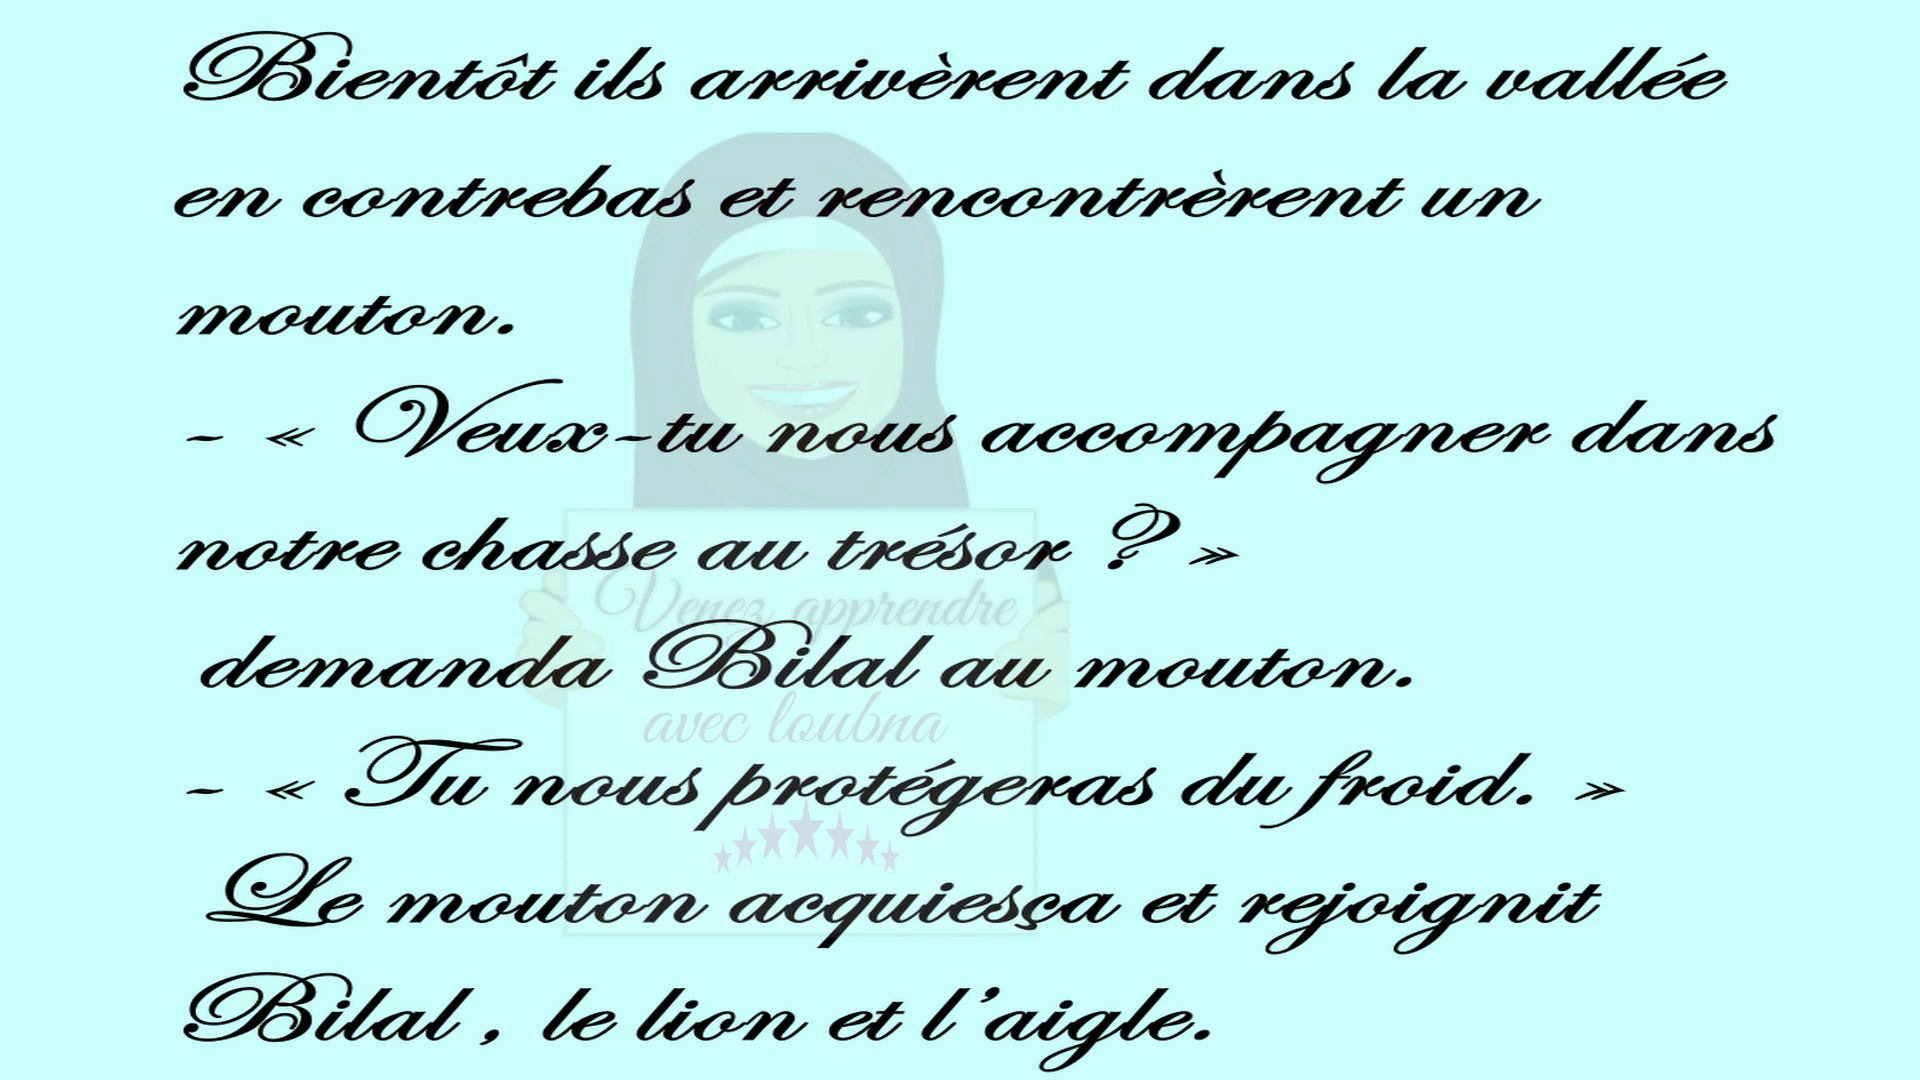 Bientôt ils arrivèrent dans la vallée
en contrebas et rencontrèrent un
mouton.
- « Veux-tu nous accompagner dans
notre chasse au trésor ? »
Venez apprendre
demanda Bilal au mouton.
avec loubna
- « Tu nous protégeras du froid. »
Le mouton acquiesça et rejoignit
Bilal , le lion et l’aigle.